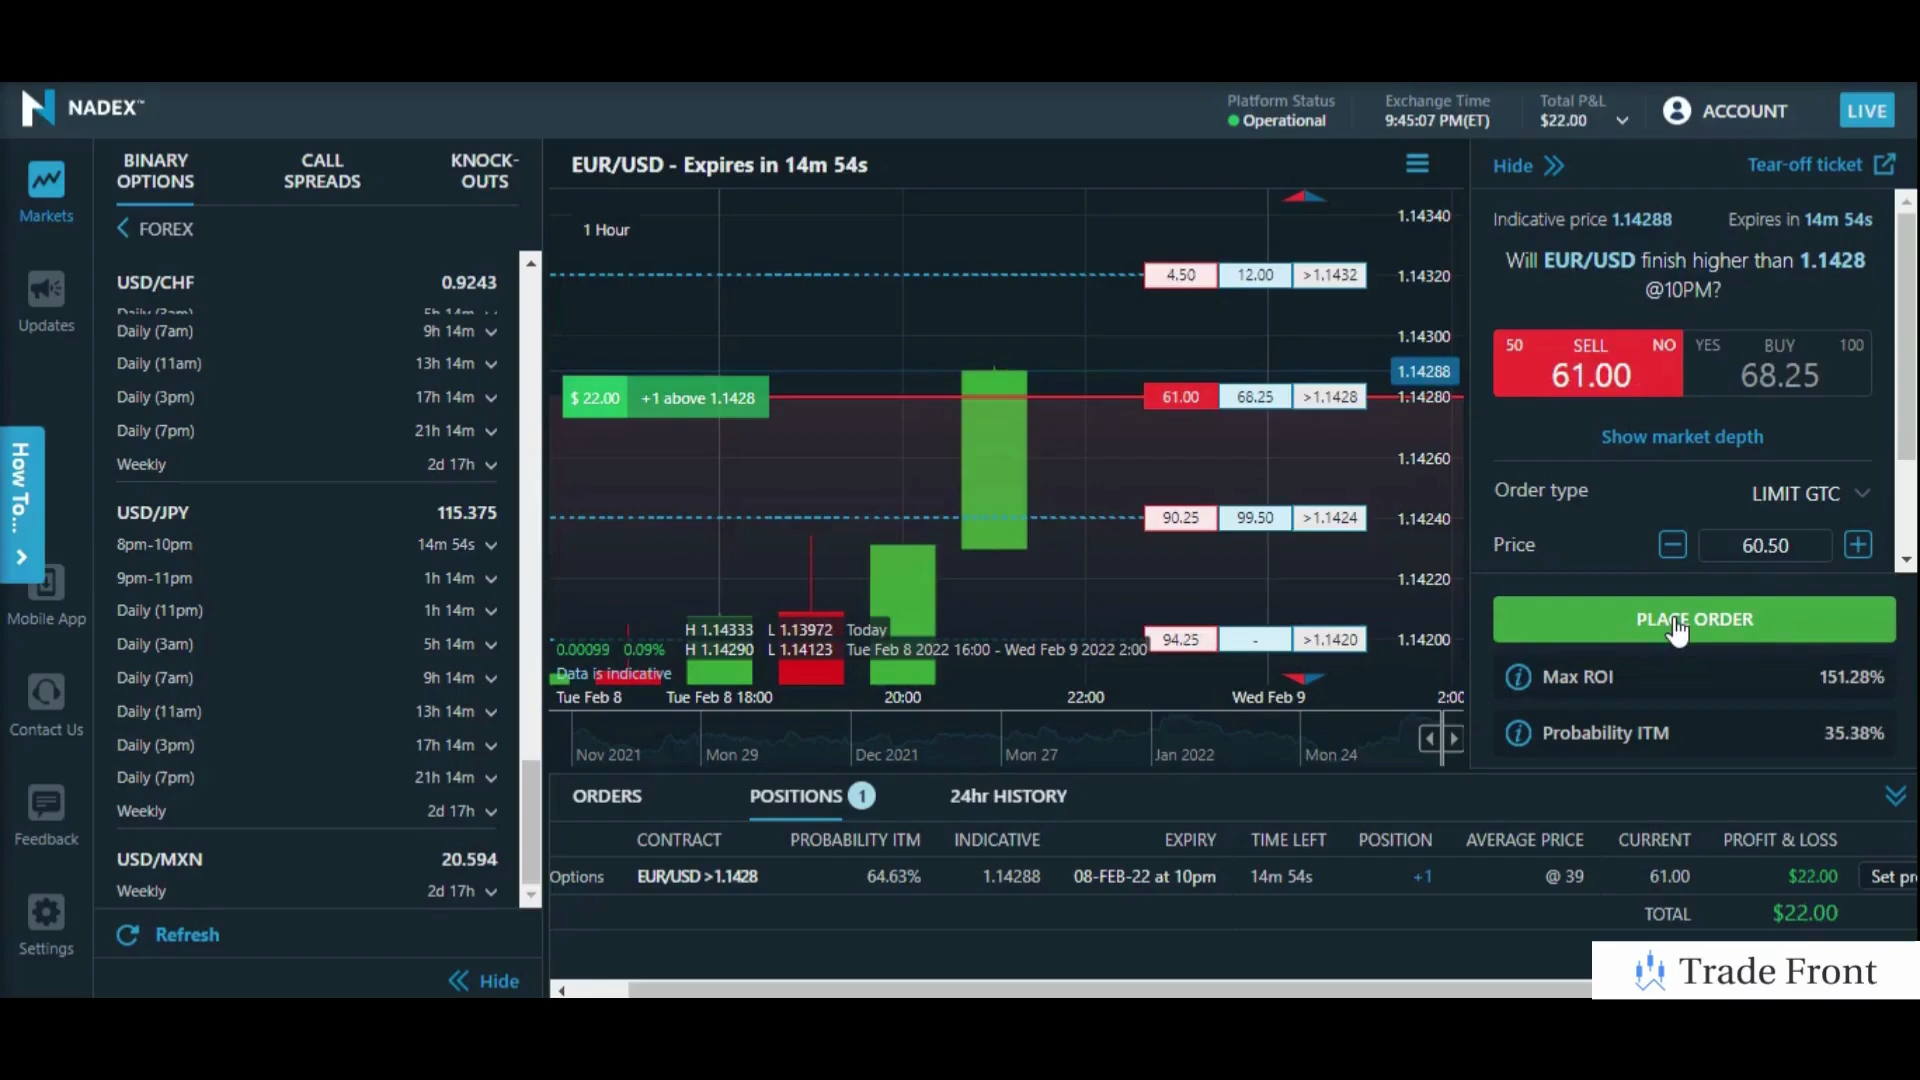 NADEX™
Platform Status
Operational
Exchange Time
9:45:07 PM(ET)
Total P&L
$22.00
ACCOUNT
LIVE
Markets
Updates
How To...
Mobile App
Contact Us
Feedback
Settings
BINARY OPTIONS
CALL SPREADS
KNOCK-OUTS
FOREX
USD/CHF 0.9243
Daily (3am) 5h 14m
Daily (7am) 9h 14m
Daily (11am) 13h 14m
Daily (3pm) 17h 14m
Daily (7pm) 21h 14m
Weekly 2d 17h
USD/JPY 115.375
8pm-10pm 14m 54s
9pm-11pm 1h 14m
Daily (11pm) 1h 14m
Daily (3am) 5h 14m
Daily (7am) 9h 14m
Daily (11am) 13h 14m
Daily (3pm) 17h 14m
Daily (7pm) 21h 14m
Weekly 2d 17h
USD/MXN 20.594
Weekly 2d 17h
Refresh
Hide
EUR/USD - Expires in 14m 54s
1 Hour
1.14340
4.50 12.00 >1.1432 1.14320
1.14300
1.14288
$ 22.00 +1 above 1.1428 61.00 68.25 >1.1428 1.14280
1.14260
90.25 99.50 >1.1424 1.14240
1.14220
94.25 - >1.1420 1.14200
H 1.14333 L 1.13972 Today
0.00099 0.09% H 1.14290 L 1.14123 Tue Feb 8 2022 16:00 - Wed Feb 9 2022 2:00
Data is indicative
Tue Feb 8 Tue Feb 8 18:00 20:00 22:00 Wed Feb 9 2:00
Nov 2021 Mon 29 Dec 2021 Mon 27 Jan 2022 Mon 24
Hide
Tear-off ticket
Indicative price 1.14288 Expires in 14m 54s
Will EUR/USD finish higher than 1.1428
@10PM?
50 SELL NO YES BUY 100
61.00 68.25
Show market depth
Order type LIMIT GTC
Price 60.50
PLACE ORDER
Max ROI 151.28%
Probability ITM 35.38%
ORDERS POSITIONS 1 24hr HISTORY
CONTRACT PROBABILITY ITM INDICATIVE EXPIRY TIME LEFT POSITION AVERAGE PRICE CURRENT PROFIT & LOSS
Options EUR/USD >1.1428 64.63% 1.14288 08-FEB-22 at 10pm 14m 54s +1 @ 39 61.00 $22.00 Set pr
TOTAL $22.00
Trade Front